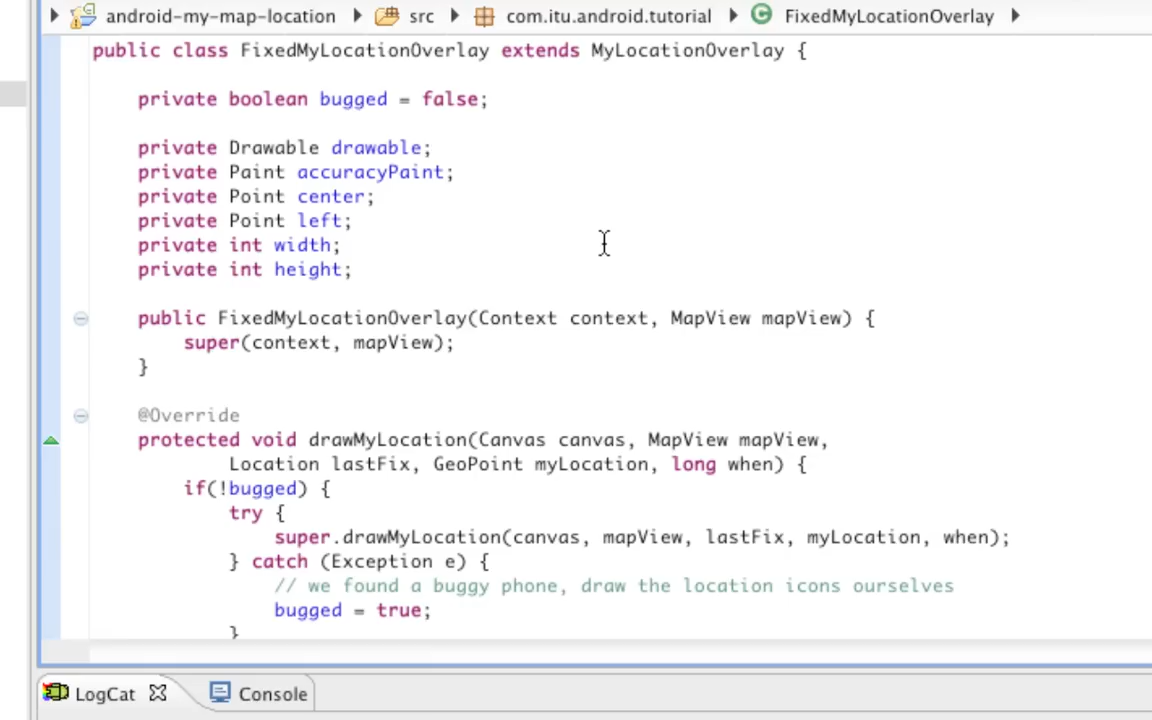 android-my-map-location src com.itu.android.tutorial FixedMyLocationOverlay
public class FixedMyLocationOverlay extends MyLocationOverlay {
private boolean bugged = false;
private Drawable drawable;
private Paint accuracyPaint;
private Point center;
private Point left;
private int width;
private int height;
public FixedMyLocationOverlay(Context context, MapView mapView) {
super(context, mapView);
}
@Override
protected void drawMyLocation(Canvas canvas, MapView mapView,
Location lastFix, GeoPoint myLocation, long when) {
if(!bugged) {
try {
super.drawMyLocation(canvas, mapView, lastFix, myLocation, when);
} catch (Exception e) {
// we found a buggy phone, draw the location icons ourselves
bugged = true;
}
LogCat Console